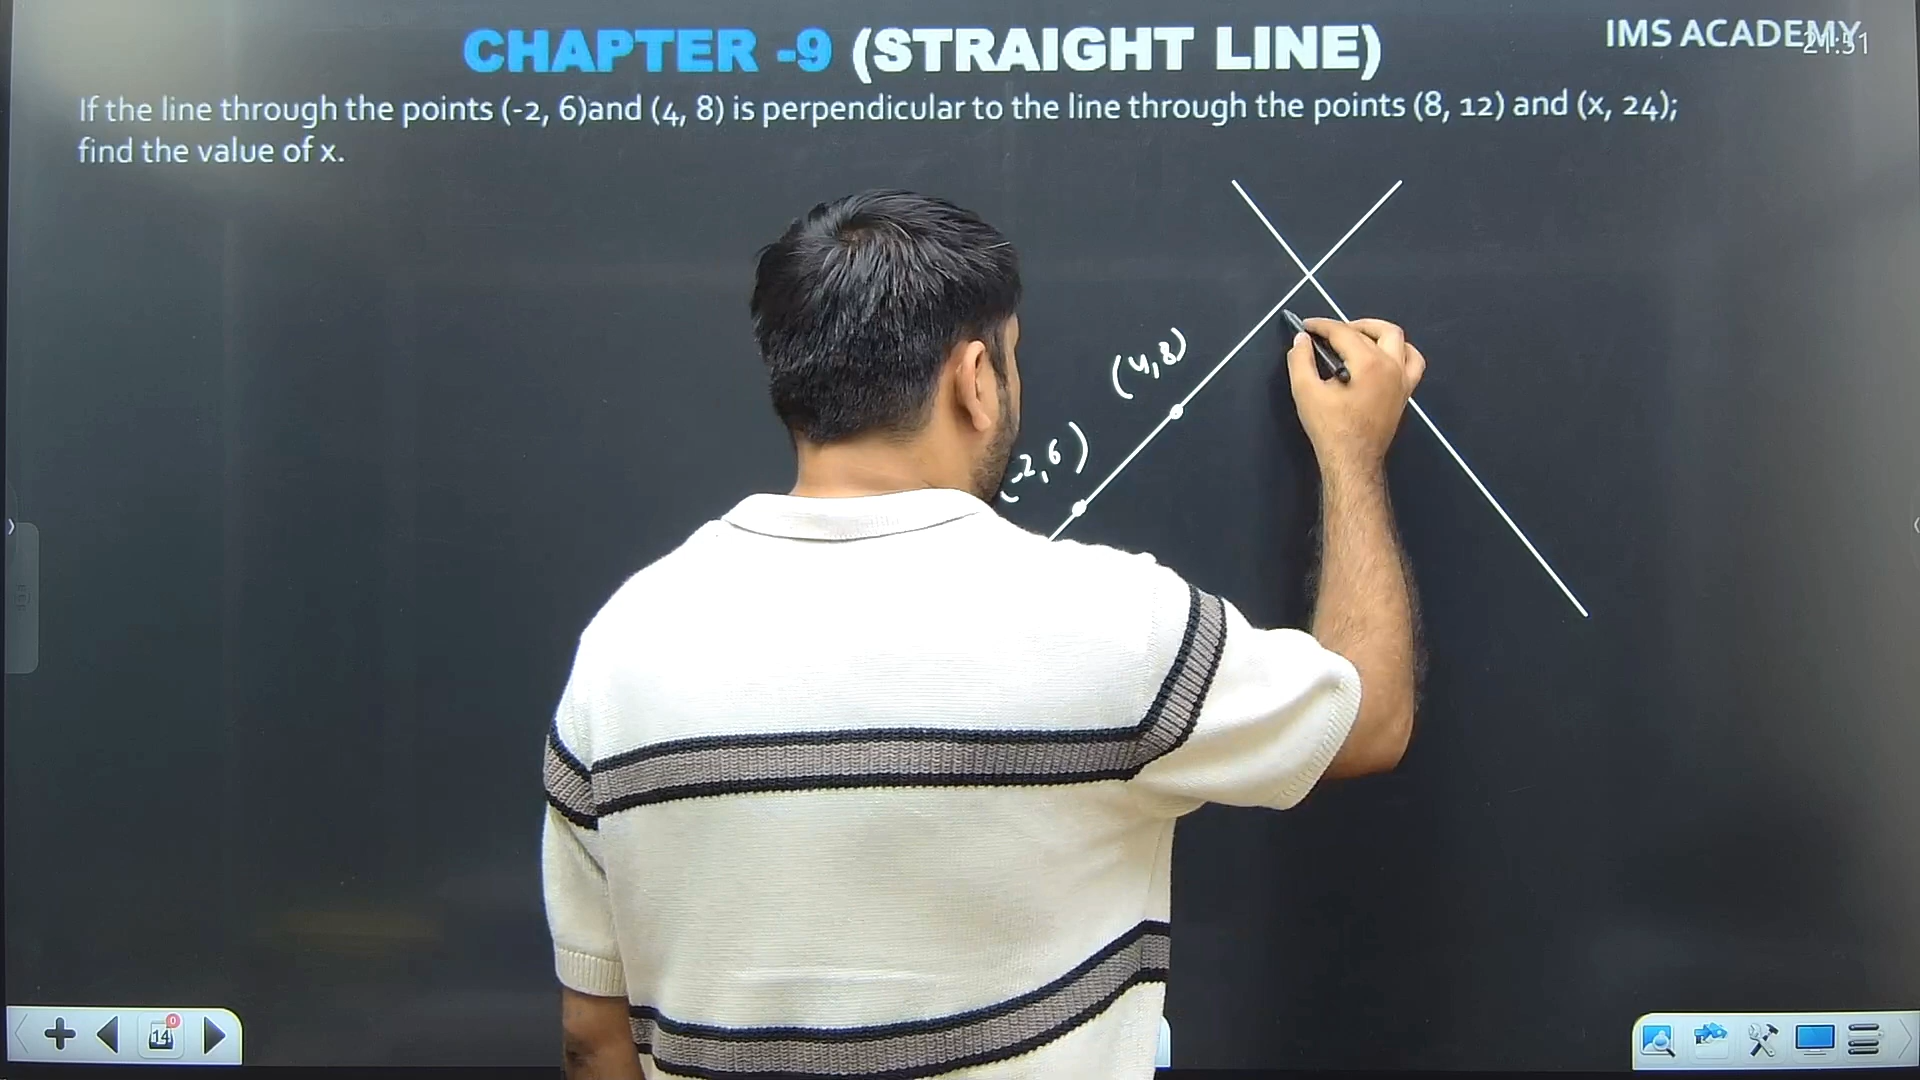 CHAPTER -9 (STRAIGHT LINE)
IMS ACADEMY
21:51
If the line through the points (-2, 6)and (4, 8) is perpendicular to the line through the points (8, 12) and (x, 24);
find the value of x.
(4,8)
(-2,6)
14
0